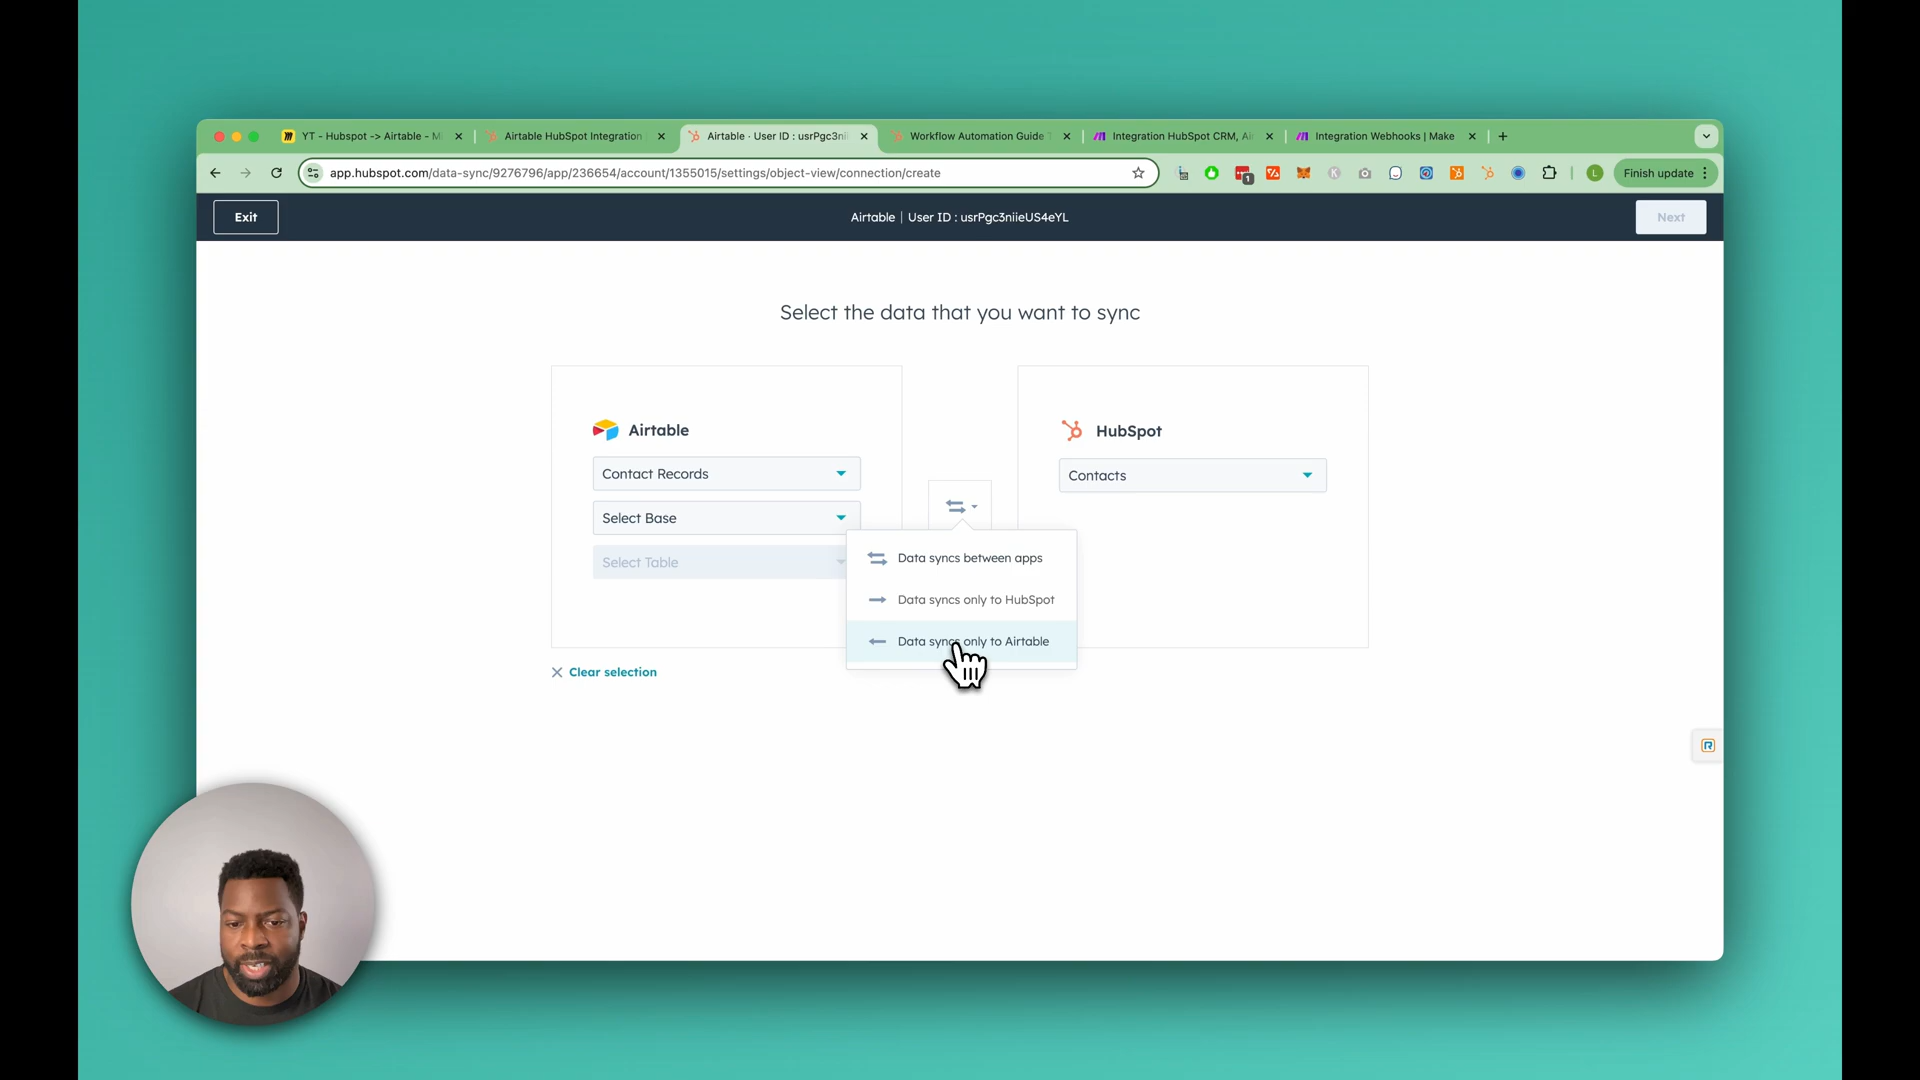 YT - Hubspot -> Airtable - M
Airtable HubSpot Integration
Airtable · User ID : usrPgc3nii
Workflow Automation Guide
Integration HubSpot CRM, Ai
Integration Webhooks | Make
app.hubspot.com/data-sync/9276796/app/236654/account/1355015/settings/object-view/connection/create
1
L
Finish update
Exit
Airtable | User ID : usrPgc3niieUS4eYL
Next
Select the data that you want to sync
Airtable
HubSpot
Contact Records
Contacts
Select Base
Select Table
Data syncs between apps
Data syncs only to HubSpot
Data syncs only to Airtable
Clear selection